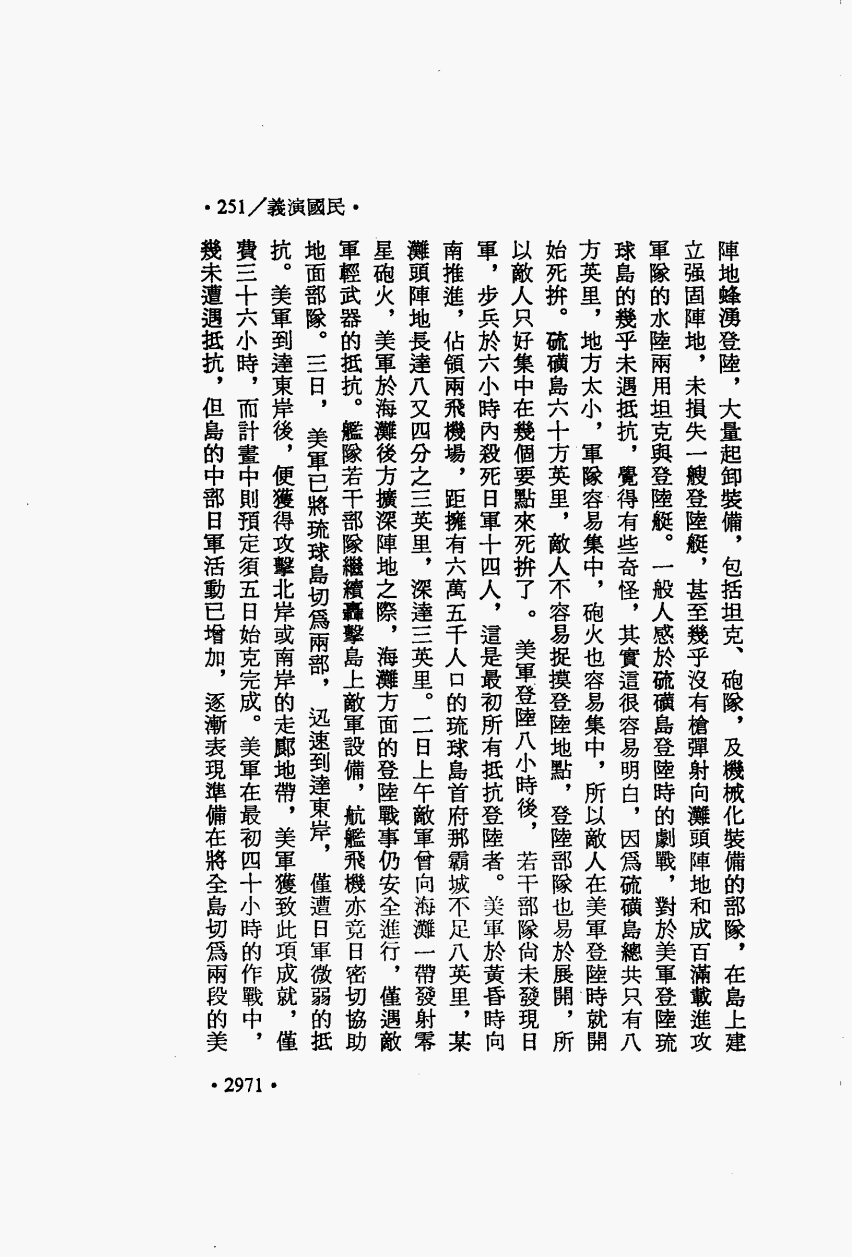 •民國演義／251•
陣地蜂湧登陸，大量起卸裝備，包括坦克、砲隊，及機械化裝備的部隊，在島上建
立强固陣地，未損失一艘登陸艇，甚至幾乎沒有槍彈射向灘頭陣地和成百滿載進攻
軍隊的水陸兩用坦克與登陸艇。一般人感於硫磺島登陸時的劇戰，對於美軍登陸琉
球島的幾乎未遇抵抗，覺得有些奇怪，其實這很容易明白，因爲硫磺島總共只有八
方英里，地方太小，軍隊容易集中，砲火也容易集中，所以敵人在美軍登陸時就開
始死拚。硫磺島六十方英里，敵人不容易捉摸登陸地點，登陸部隊也易於展開，所
以敵人只好集中在幾個要點來死拚了。美軍登陸八小時後，若干部隊尙未發現日
軍，步兵於六小時內殺死日軍十四人，這是最初所有抵抗登陸者。美軍於黃昏時向
南推進，佔領兩飛機場，距擁有六萬五千人口的琉球島首府那霸城不足八英里，某
灘頭陣地長達八又四分之三英里，深達三英里。二日上午敵軍曾向海灘一帶發射零
星砲火，美軍於海灘後方擴深陣地之際，海灘方面的登陸戰事仍安全進行，僅遇敵
軍輕武器的抵抗。艦隊若干部隊繼續轟擊島上敵軍設備，航艦飛機亦竞日密切協助
地面部隊。三日，美軍已將琉球島切爲兩部，迅速到達東岸，僅遭日軍微弱的抵
抗。美軍到達東岸後，便獲得攻擊北岸或南岸的走廊地帶，美軍獲致此項成就，僅
費三十六小時，而計畫中則預定須五日始克完成。美軍在最初四十小時的作戰中，
幾未遭遇抵抗，但島的中部日軍活動已增加，逐漸表現準備在將全島切爲兩段的美
•2971•